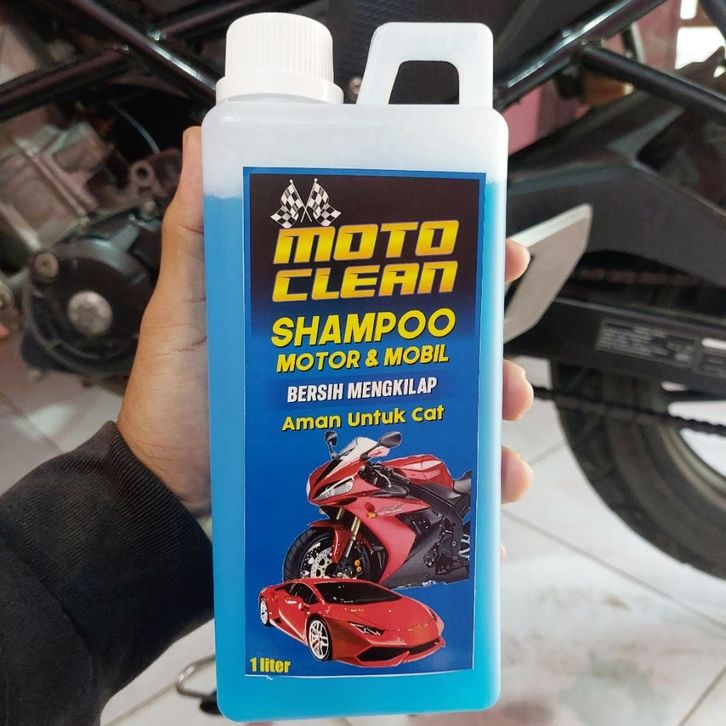 MOTO
CLEAN
SHAMPOO
MOTOR & MOBIL
BERSIH MENGKILAP
Aman Untuk Cat
1 liter